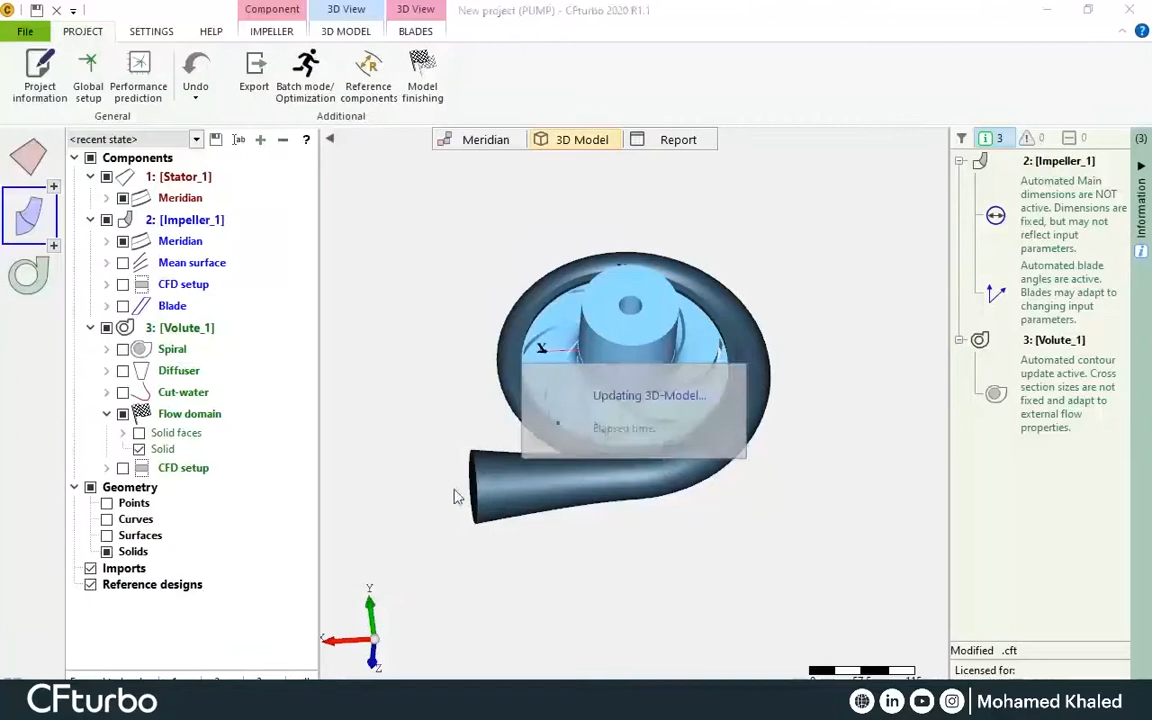 Component
3D View
3D View
New project (PUMP) - CFturbo 2020 R1.1
File
PROJECT
SETTINGS
HELP
IMPELLER
3D MODEL
BLADES
Project information
Global setup
Performance prediction
Undo
Export
Batch mode/ Optimization
Reference components
Model finishing
General
Additional
<recent state>
ab
?
Meridian
3D Model
Report
3
0
0
(3)
Components
1: [Stator_1]
Meridian
2: [Impeller_1]
Meridian
Mean surface
CFD setup
Blade
3: [Volute_1]
Spiral
Diffuser
Cut-water
Flow domain
Solid faces
Solid
CFD setup
Geometry
Points
Curves
Surfaces
Solids
Imports
Reference designs
Updating 3D-Model...
Elapsed time:
Y
Z
2: [Impeller_1]
Automated Main
dimensions are NOT
active. Dimensions are
fixed, but may not
reflect input
parameters.
Automated blade
angles are active.
Blades may adapt to
changing input
parameters.
3: [Volute_1]
Automated contour
update active. Cross
section sizes are not
fixed and adapt to
external flow
properties.
Information
Modified .cft
Licensed for:
CFturbo
Mohamed Khaled